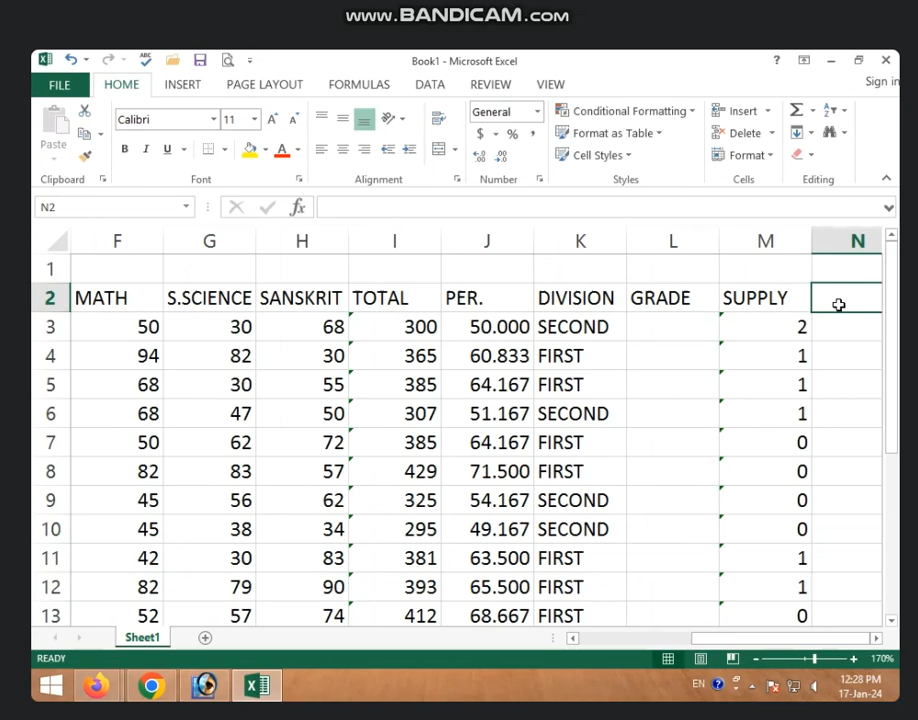 www.BANDICAM.com
Book1 - Microsoft Excel
?
Sign in
FILE HOME INSERT PAGE LAYOUT FORMULAS DATA REVIEW VIEW
Calibri 11 General Conditional Formatting Insert
Paste $ % , Format as Table Delete
B I U Cell Styles Format
Clipboard Font Alignment Number Styles Cells Editing
N2 fx
F G H I J K L M N
1
2 MATH S.SCIENCE SANSKRIT TOTAL PER. DIVISION GRADE SUPPLY
3 50 30 68 300 50.000 SECOND 2
4 94 82 30 365 60.833 FIRST 1
5 68 30 55 385 64.167 FIRST 1
6 68 47 50 307 51.167 SECOND 1
7 50 62 72 385 64.167 FIRST 0
8 82 83 57 429 71.500 FIRST 0
9 45 56 62 325 54.167 SECOND 0
10 45 38 34 295 49.167 SECOND 0
11 42 30 83 381 63.500 FIRST 1
12 82 79 90 393 65.500 FIRST 1
13 52 57 74 412 68.667 FIRST 0
Sheet1
READY 170%
EN 12:28 PM
17-Jan-24